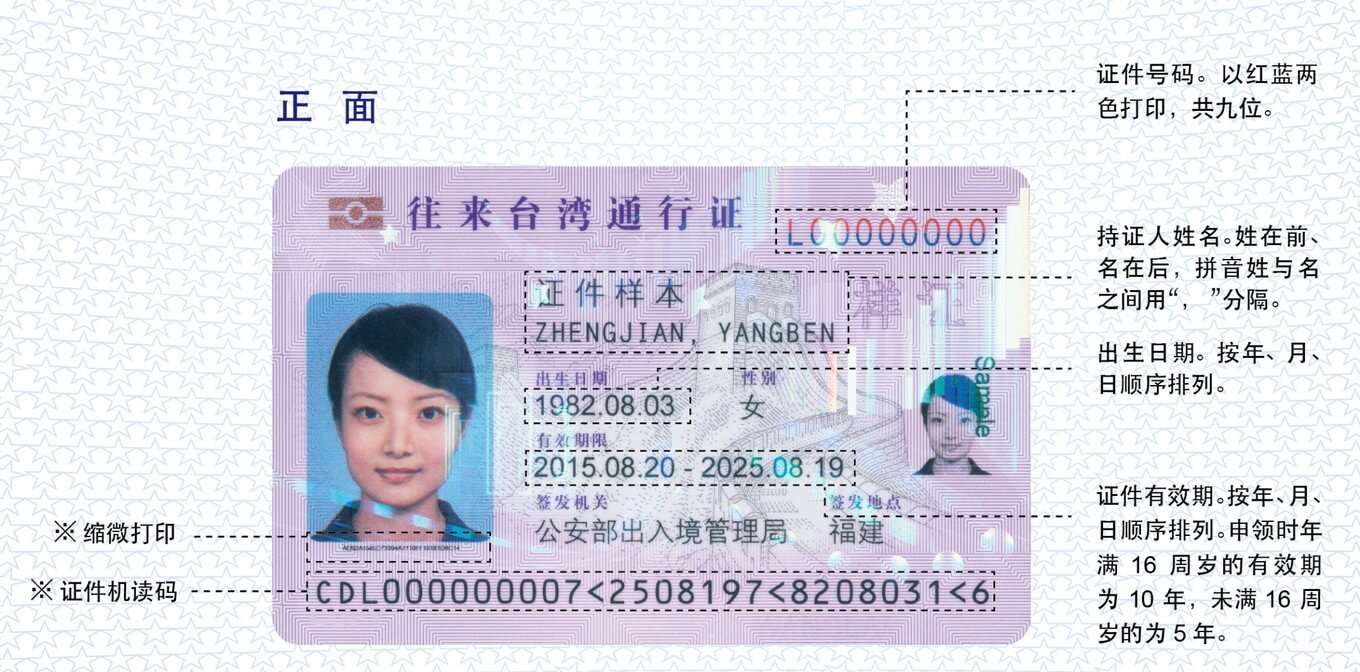 正面
证件号码。以红蓝两
色打印，共九位。
往来台湾通行证
L00000000
持证人姓名。姓在前、
名在后，拼音姓与名
之间用“，”分隔。
证件样本
ZHENGJIAN, YANGBEN
样证
出生日期。按年、月、
日顺序排列。
出生日期 性别
1982.08.03 女
Sample
有效期限
2015.08.20 - 2025.08.19
签发机关 签发地点
公安部出入境管理局 福建
证件有效期。按年、月、
日顺序排列。申领时年
满 16 周岁的有效期
为 10 年，未满 16 周
岁的为 5 年。
※ 缩微打印
※ 证件机读码
CDL000000007<2508197<8208031<6